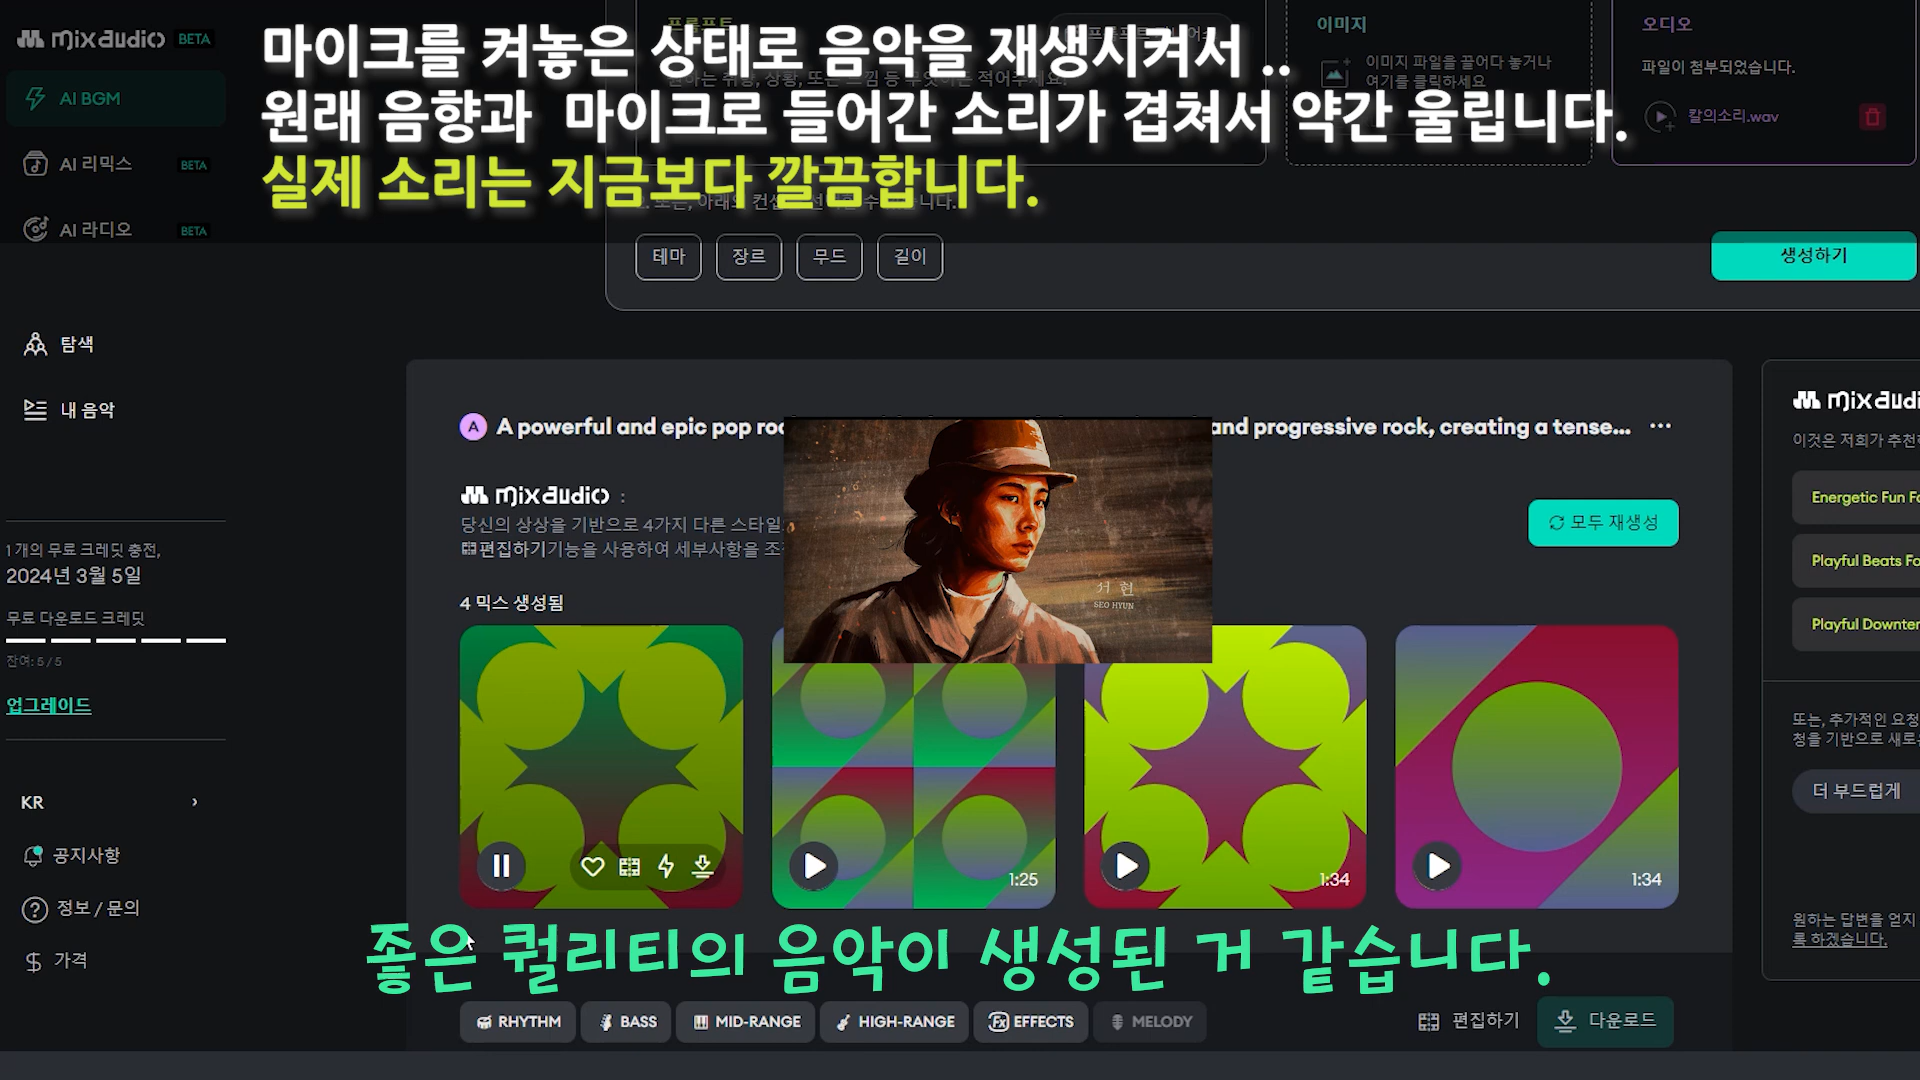 마이크를 켜놓은 상태로 음악을 재생시켜서 ..
원래 음향과 마이크로 들어간 소리가 겹쳐서 약간 울립니다.
실제 소리는 지금보다 깔끔합니다.
mixaudio BETA
AI BGM
AI 리믹스 BETA
AI 라디오 BETA
탐색
내 음악
1개의 무료 크레딧 충전,
2024년 3월 5일
무료 다운로드 크레딧
잔여: 5 / 5
업그레이드
KR
공지사항
정보 / 문의
가격
프롬프트
이미지
이미지 파일을 끌어다 놓거나
여기를 클릭하세요
오디오
파일이 첨부되었습니다.
칼의소리.wav
테마 장르 무드 길이
생성하기
A
A powerful and epic pop
and progressive rock, creating a tense...
mixaudio :
당신의 상상을 기반으로 4가지 다른 스타일
편집하기기능을 사용하여 세부사항을
모두 재생성
서 현
SEO HYUN
4 믹스 생성됨
1:25
1:34
1:34
좋은 퀄리티의 음악이 생성된 거 같습니다.
RHYTHM BASS MID-RANGE HIGH-RANGE Fx EFFECTS MELODY
편집하기 다운로드
mixaudi
이것은 저희가
Energetic Fun
Playful Beats
Playful
또는, 추가적인 요청
청을 기반으로
더 부드럽게
원하는 답변을 얻지
록 하겠습니다.